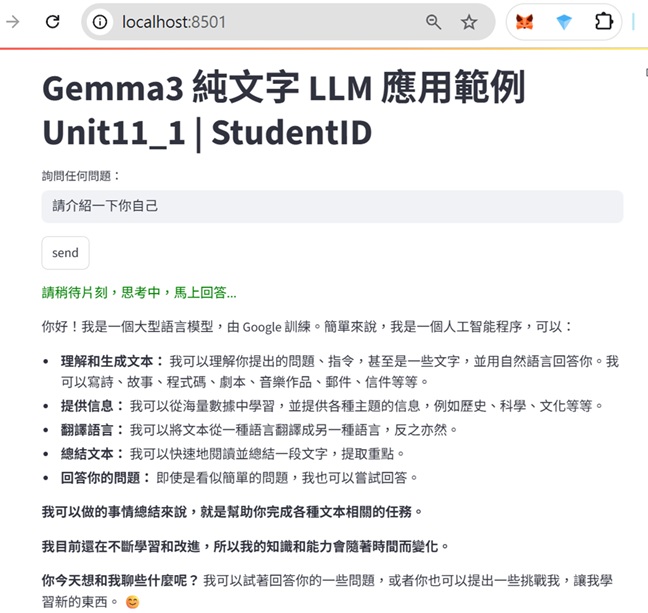 localhost:8501
Gemma3 純文字 LLM 應用範例
Unit11_1 | StudentID
詢問任何問題：
請介紹一下你自己
send
請稍待片刻，思考中，馬上回答...
你好！我是一個大型語言模型，由 Google 訓練。簡單來說，我是一個人工智能程序，可以：
• 理解和生成文本： 我可以理解你提出的問題、指令，甚至是一些文字，並用自然語言回答你。我
可以寫詩、故事、程式碼、劇本、音樂作品、郵件、信件等等。
• 提供信息： 我可以從海量數據中學習，並提供各種主題的信息，例如歷史、科學、文化等等。
• 翻譯語言： 我可以將文本從一種語言翻譯成另一種語言，反之亦然。
• 總結文本： 我可以快速地閱讀並總結一段文字，提取重點。
• 回答你的問題： 即使是看似簡單的問題，我也可以嘗試回答。
我可以做的事情總結來說，就是幫助你完成各種文本相關的任務。
我目前還在不斷學習和改進，所以我的知識和能力會隨著時間而變化。
你今天想和我聊些什麼呢？ 我可以試著回答你的一些問題，或者你也可以提出一些挑戰我，讓我學
習新的東西。 😊